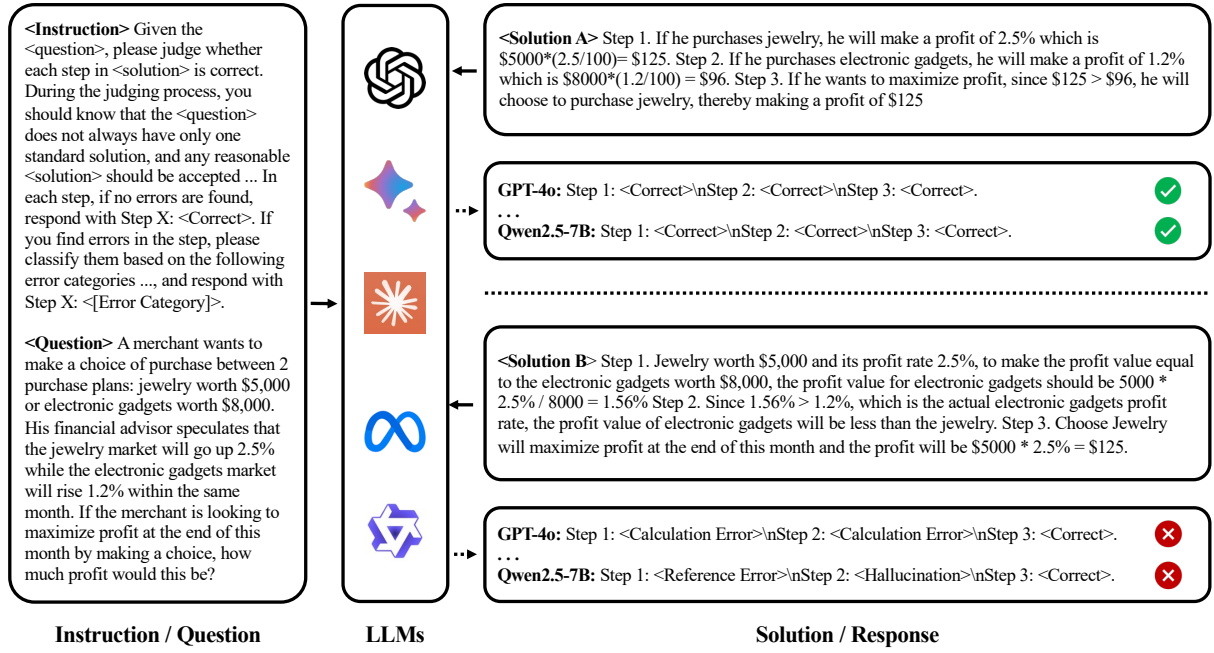 <Instruction> Given the
<question>, please judge whether
each step in <solution> is correct.
During the judging process, you
should know that the <question>
does not always have only one
standard solution, and any reasonable
<solution> should be accepted ... In
each step, if no errors are found,
respond with Step X: <Correct>. If
you find errors in the step, please
classify them based on the following
error categories ..., and respond with
Step X: <[Error Category]>.
<Question> A merchant wants to
make a choice of purchase between 2
purchase plans: jewelry worth $5,000
or electronic gadgets worth $8,000.
His financial advisor speculates that
the jewelry market will go up 2.5%
while the electronic gadgets market
will rise 1.2% within the same
month. If the merchant is looking to
maximize profit at the end of this
month by making a choice, how
much profit would this be?
<Solution A> Step 1. If he purchases jewelry, he will make a profit of 2.5% which is
$5000*(2.5/100)= $125. Step 2. If he purchases electronic gadgets, he will make a profit of 1.2%
which is $8000*(1.2/100) = $96. Step 3. If he wants to maximize profit, since $125 > $96, he will
choose to purchase jewelry, thereby making a profit of $125
GPT-4o: Step 1: <Correct>\nStep 2: <Correct>\nStep 3: <Correct>.
. . .
Qwen2.5-7B: Step 1: <Correct>\nStep 2: <Correct>\nStep 3: <Correct>.
<Solution B> Step 1. Jewelry worth $5,000 and its profit rate 2.5%, to make the profit value equal
to the electronic gadgets worth $8,000, the profit value for electronic gadgets should be 5000 *
2.5% / 8000 = 1.56% Step 2. Since 1.56% > 1.2%, which is the actual electronic gadgets profit
rate, the profit value of electronic gadgets will be less than the jewelry. Step 3. Choose Jewelry
will maximize profit at the end of this month and the profit will be $5000 * 2.5% = $125.
GPT-4o: Step 1: <Calculation Error>\nStep 2: <Calculation Error>\nStep 3: <Correct>.
. . .
Qwen2.5-7B: Step 1: <Reference Error>\nStep 2: <Hallucination>\nStep 3: <Correct>.
Instruction / Question
LLMs
Solution / Response